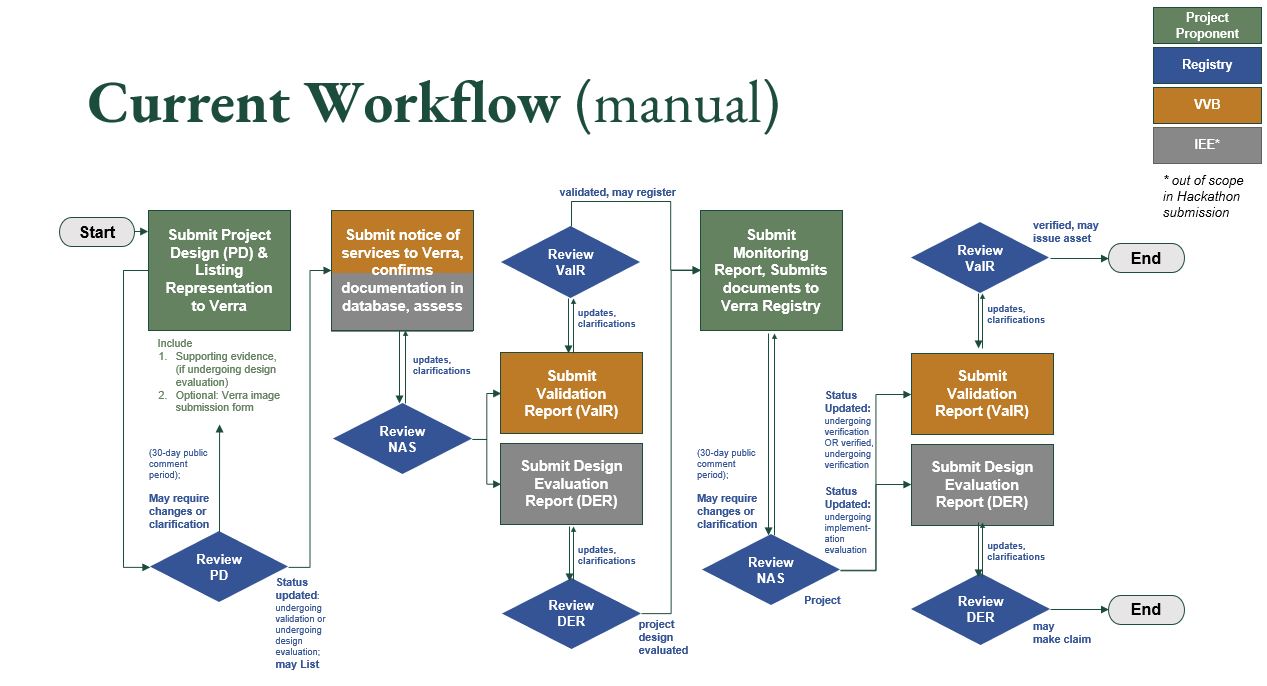 Project
Proponent
Registry
VVB
IEE*
* out of scope
in Hackathon
submission
Current Workflow (manual)
Start
Submit Project
Design (PD) &
Listing
Representation
to Verra
Include
1. Supporting evidence,
(if undergoing design
evaluation)
2. Optional: Verra image
submission form
(30-day public
comment
period);
May require
changes or
clarification
Review
PD
Status
updated:
undergoing
validation or
undergoing
design
evaluation;
may List
Submit notice of
services to Verra,
confirms
documentation in
database, assess
updates,
clarifications
Review
NAS
validated, may register
Review
ValR
updates,
clarifications
Submit
Validation
Report (ValR)
Submit Design
Evaluation
Report (DER)
updates,
clarifications
Review
DER
project
design
evaluated
Submit
Monitoring
Report, Submits
documents to
Verra Registry
(30-day public
comment
period);
May require
changes or
clarification
Review
NAS
Project
Status
Updated:
undergoing
verification
OR verified,
undergoing
verification
Status
Updated:
undergoing
implement-
ation
evaluation
Review
ValR
verified, may
issue asset
End
updates,
clarifications
Submit
Validation
Report (ValR)
Submit Design
Evaluation
Report (DER)
updates,
clarifications
Review
DER
may
make claim
End